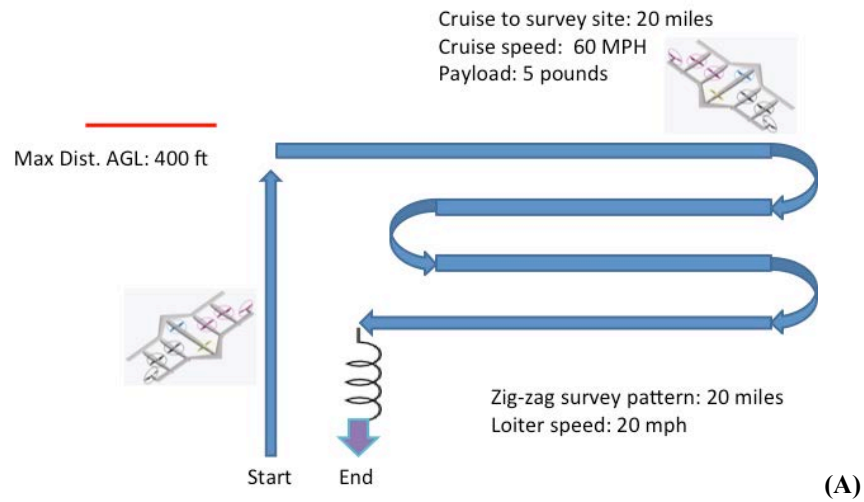 Cruise to survey site: 20 miles
Cruise speed:  60 MPH
Payload: 5 pounds
Max Dist. AGL: 400 ft
Zig-zag survey pattern: 20 miles
Loiter speed: 20 mph
Start
End
(A)